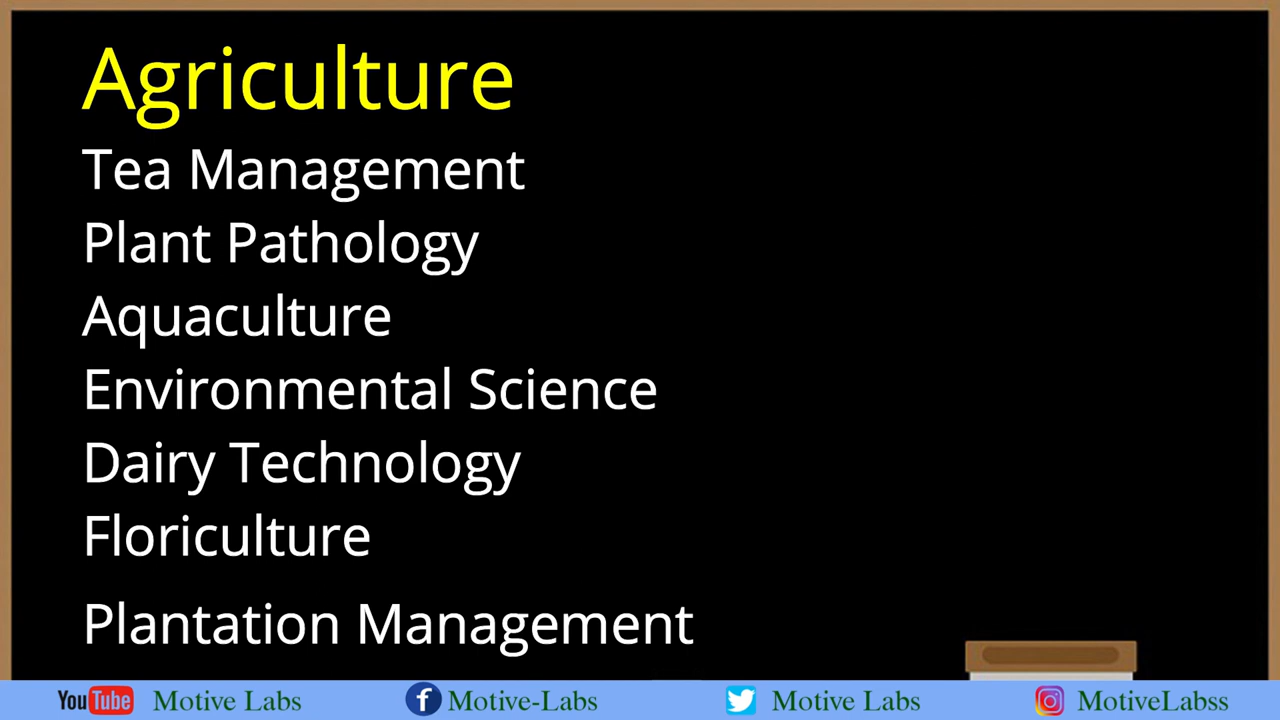 Agriculture
Tea Management
Plant Pathology
Aquaculture
Environmental Science
Dairy Technology
Floriculture
Plantation Management
YouTube Motive Labs Motive-Labs Motive Labs MotiveLabss